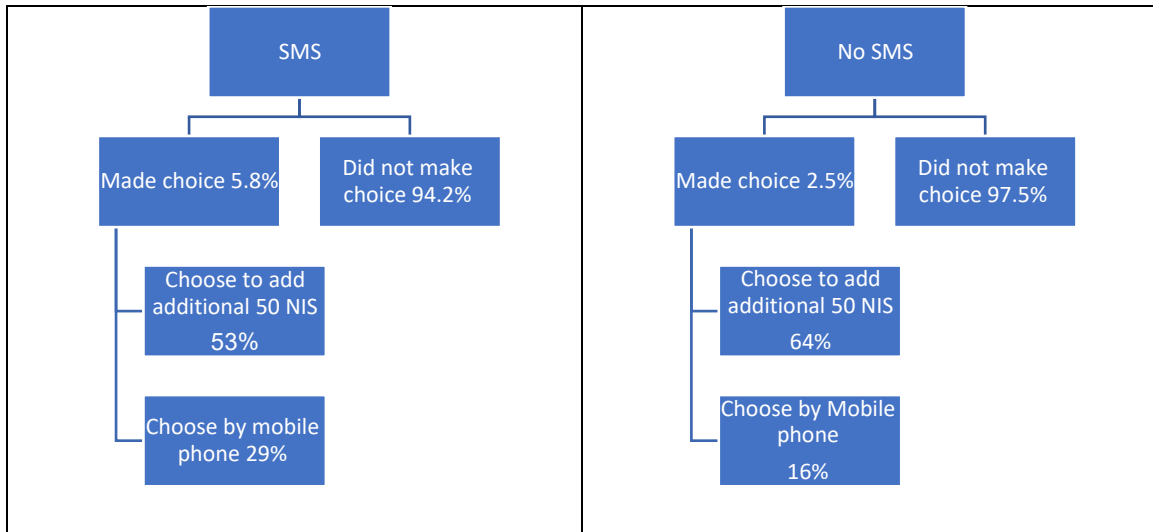 SMS
Made choice 5.8%
Did not make
choice 94.2%
Choose to add
additional 50 NIS
53%
Choose by mobile
phone 29%
No SMS
Made choice 2.5%
Did not make
choice 97.5%
Choose to add
additional 50 NIS
64%
Choose by Mobile
phone
16%